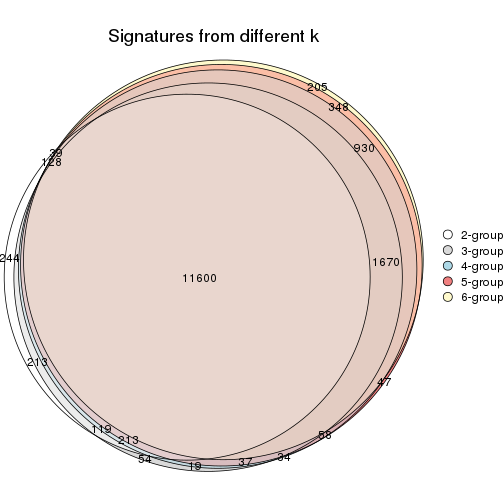 Signatures from different k
205
348
930
39
128
244
1670
11600
2-group
3-group
4-group
5-group
6-group
213
47
119
213
58
54
19
37
34